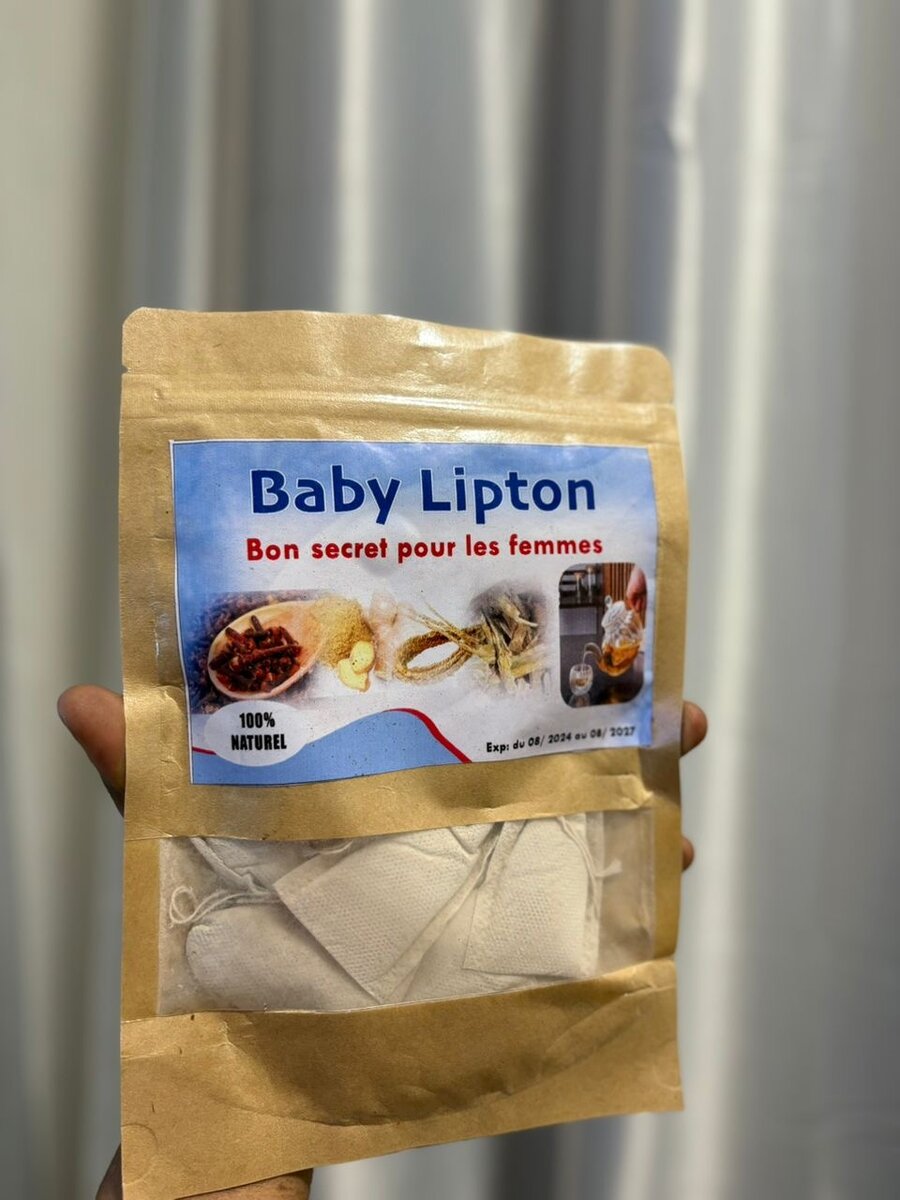 Baby Lipton
Bon secret pour les femmes
100%
NATUREL
Exp: du 08/ 2024 au 08/ 2027